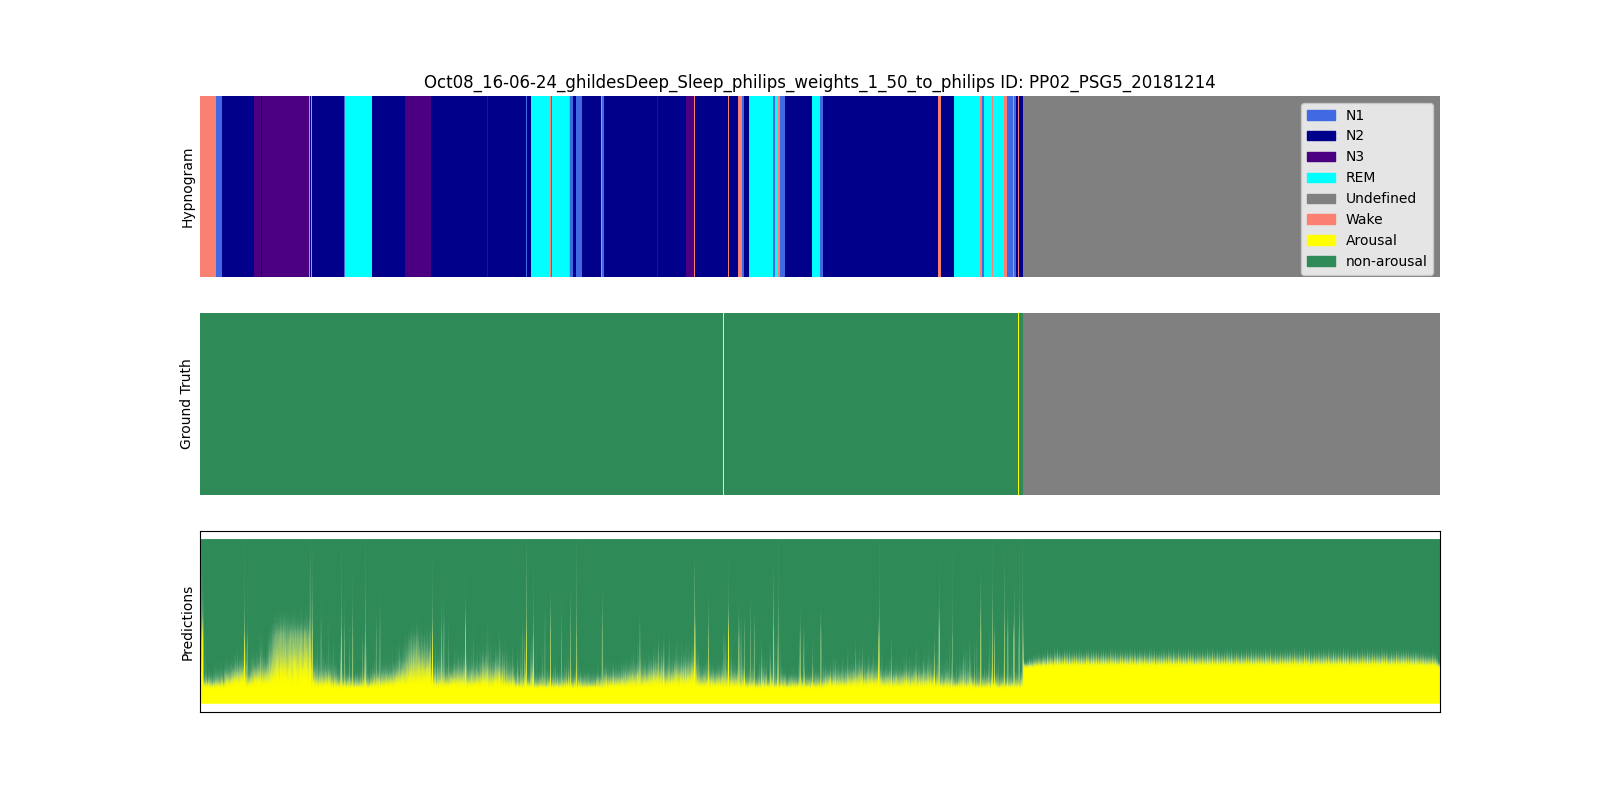 Oct08_16-06-24_ghildesDeep_Sleep_philips_weights_1_50_to_philips ID: PP02_PSG5_20181214
Hypnogram
N1
N2
N3
REM
Undefined
Wake
Arousal
non-arousal
Ground Truth
Predictions